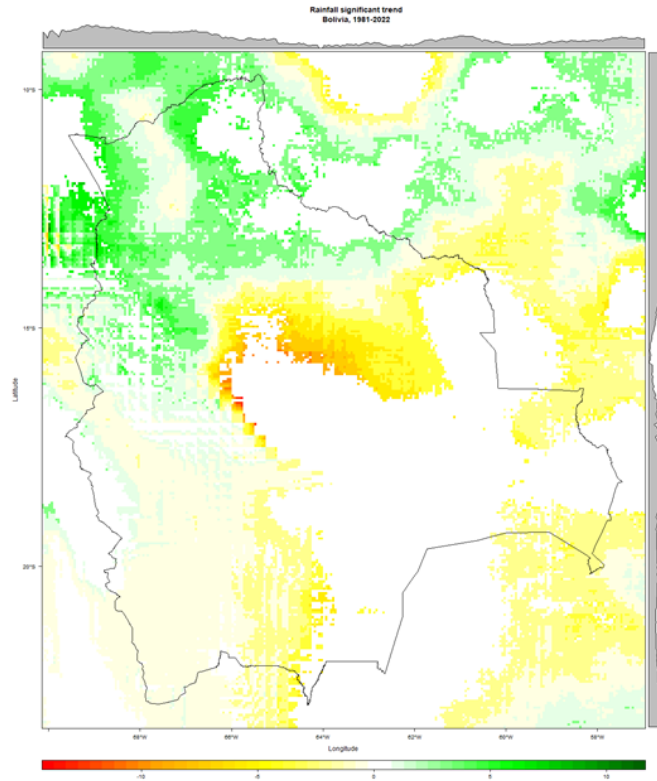 Rainfall significant trend
Bolivia, 1981-2022
10°S
15°S
20°S
Latitude
68°W
66°W
64°W
62°W
60°W
58°W
Longitude
-10
-5
0
5
10